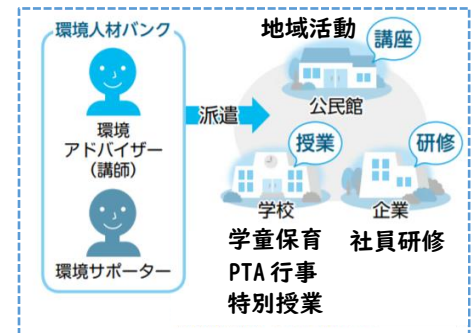 環境人材バンク
環境
アドバイザー
(講師)
環境サポーター
派遣
地域活動
講座
公民館
授業
学校
学童保育
PTA 行事
特別授業
研修
企業
社員研修